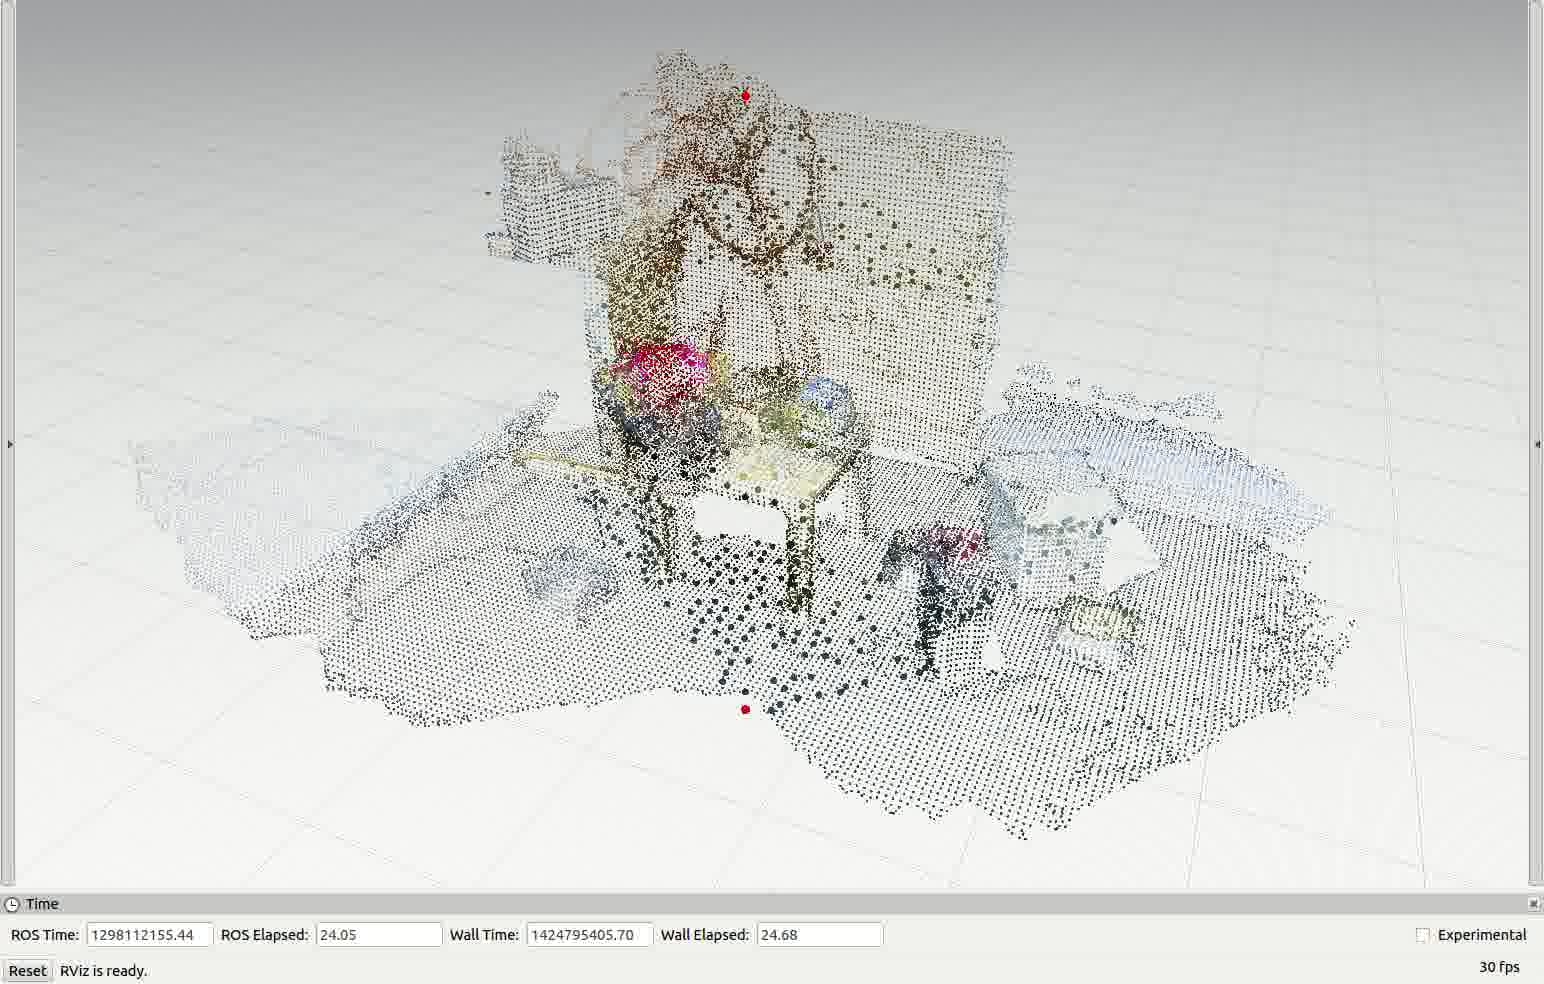 Time
ROS Time: 1298112155.44 ROS Elapsed: 24.05 Wall Time: 1424795405.70 Wall Elapsed: 24.68 Experimental
Reset RViz is ready. 30 fps